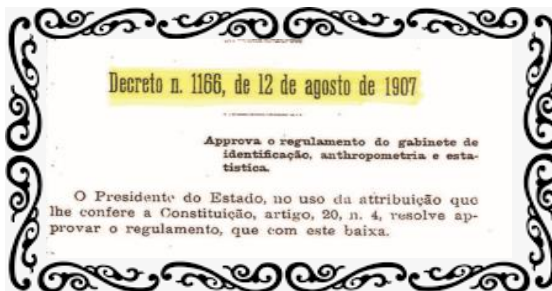 Decreto n. 1166, de 12 de agosto de 1907
Approva o regulamento do gabinete de
identificação, anthropometria e esta-
tistica.
O Presidente do Estado, no uso da attribuição que
lhe confere a Constituição, artigo, 20, n. 4, resolve ap-
provar o regulamento, que com este baixa.